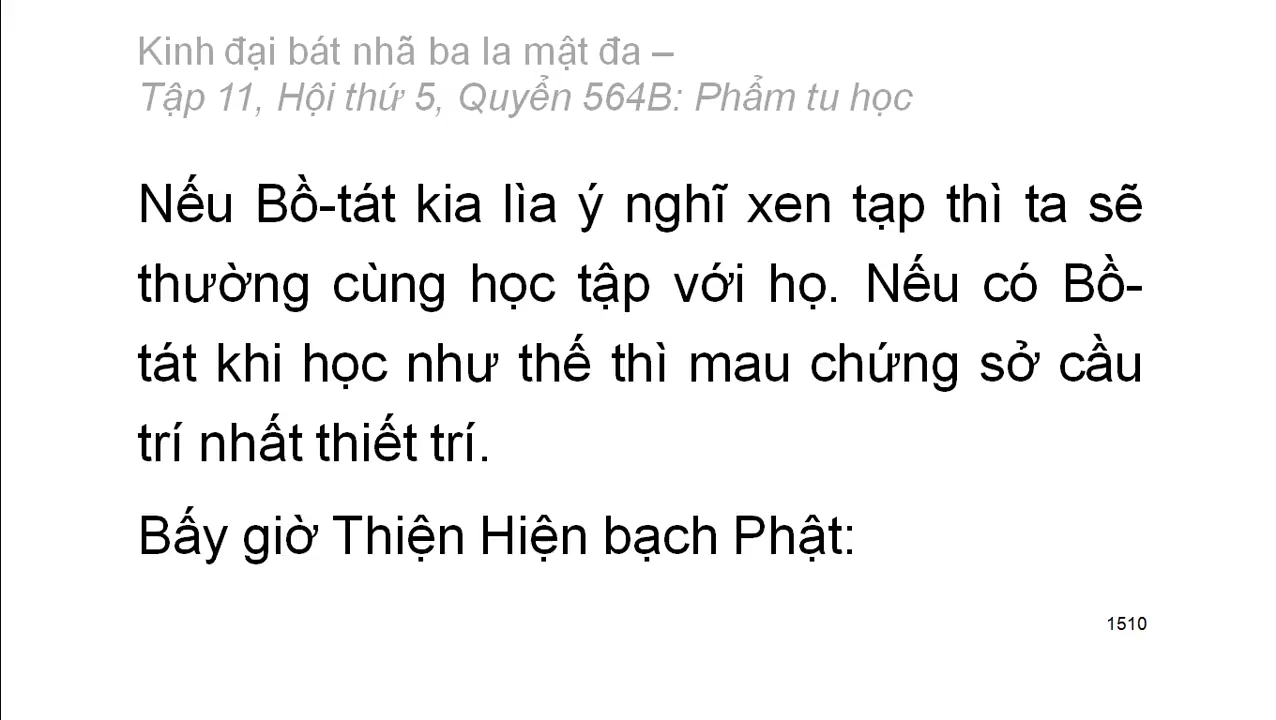 Kinh đại bát nhã ba la mật đa –
Tập 11, Hội thứ 5, Quyển 564B: Phẩm tu học
Nếu Bồ-tát kia lìa ý nghĩ xen tạp thì ta sẽ
thường cùng học tập với họ. Nếu có Bồ-
tát khi học như thế thì mau chứng sở cầu
trí nhất thiết trí.
Bấy giờ Thiện Hiện bạch Phật:
1510